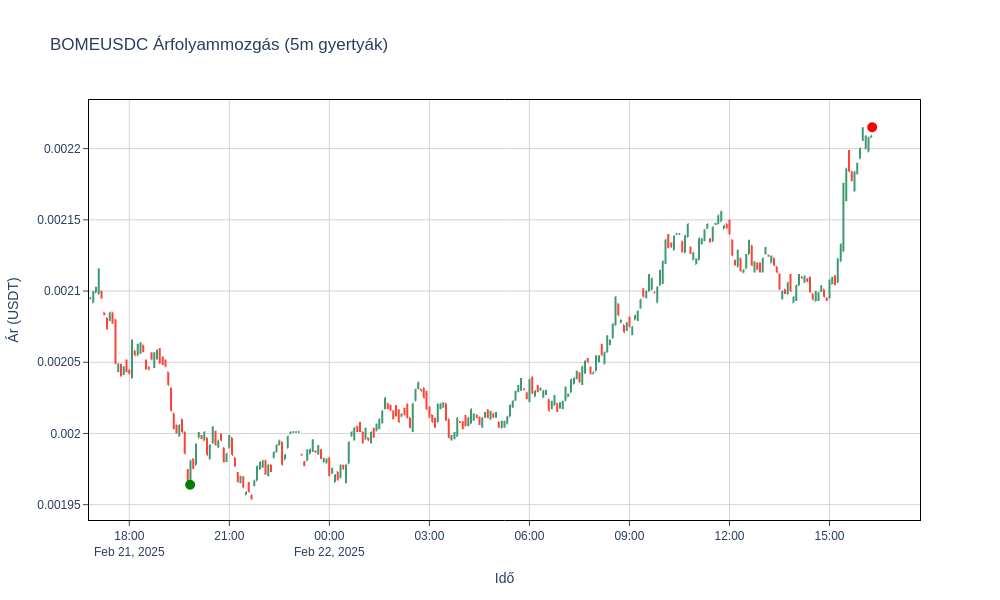 BOMEUSDC Árfolyammozgás (5m gyertyák)
Ár (USDT)
0.0022
0.00215
0.0021
0.00205
0.002
0.00195
18:00
Feb 21, 2025
21:00
00:00
Feb 22, 2025
03:00
06:00
09:00
12:00
15:00
Idő